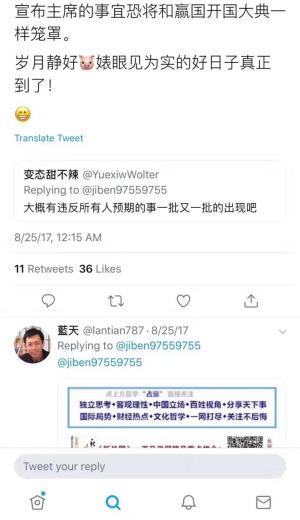 宣布主席的事宜恐将和赢国开国大典一
样笼罩。
岁月静好🐷婊眼见为实的好日子真正
到了！
😁
Translate Tweet
变态甜不辣 @YuexiwWolter
Replying to @jiben97559755
大概有违反所有人预期的事一批又一批的出现吧
8/25/17, 12:15 AM
11 Retweets 36 Likes
藍天 @lantian787 · 8/25/17
Replying to @jiben97559755
@jiben97559755
点上方蓝字“占豪”直接关注
独立思考•客观理性•中国立场•百姓视角•分享天下事
国际局势•财经热点•文化哲学•一网打尽•关注不后悔
Tweet your reply